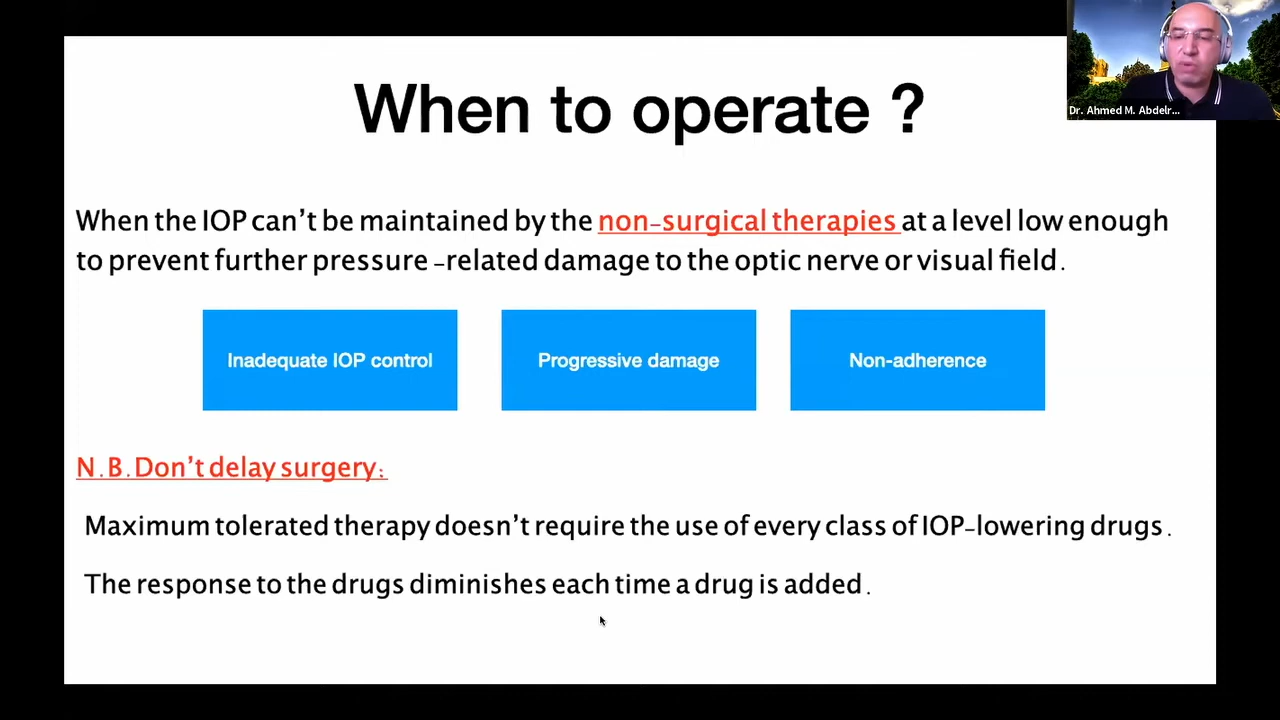 When to operate ?
Dr. Ahmed M. Abdelr...
When the IOP can't be maintained by the non-surgical therapies at a level low enough
to prevent further pressure -related damage to the optic nerve or visual field .
Inadequate IOP control
Progressive damage
Non-adherence
N.B.Don't delay surgery:
Maximum tolerated therapy doesn't require the use of every class of IOP-lowering drugs .
The response to the drugs diminishes each time a drug is added .